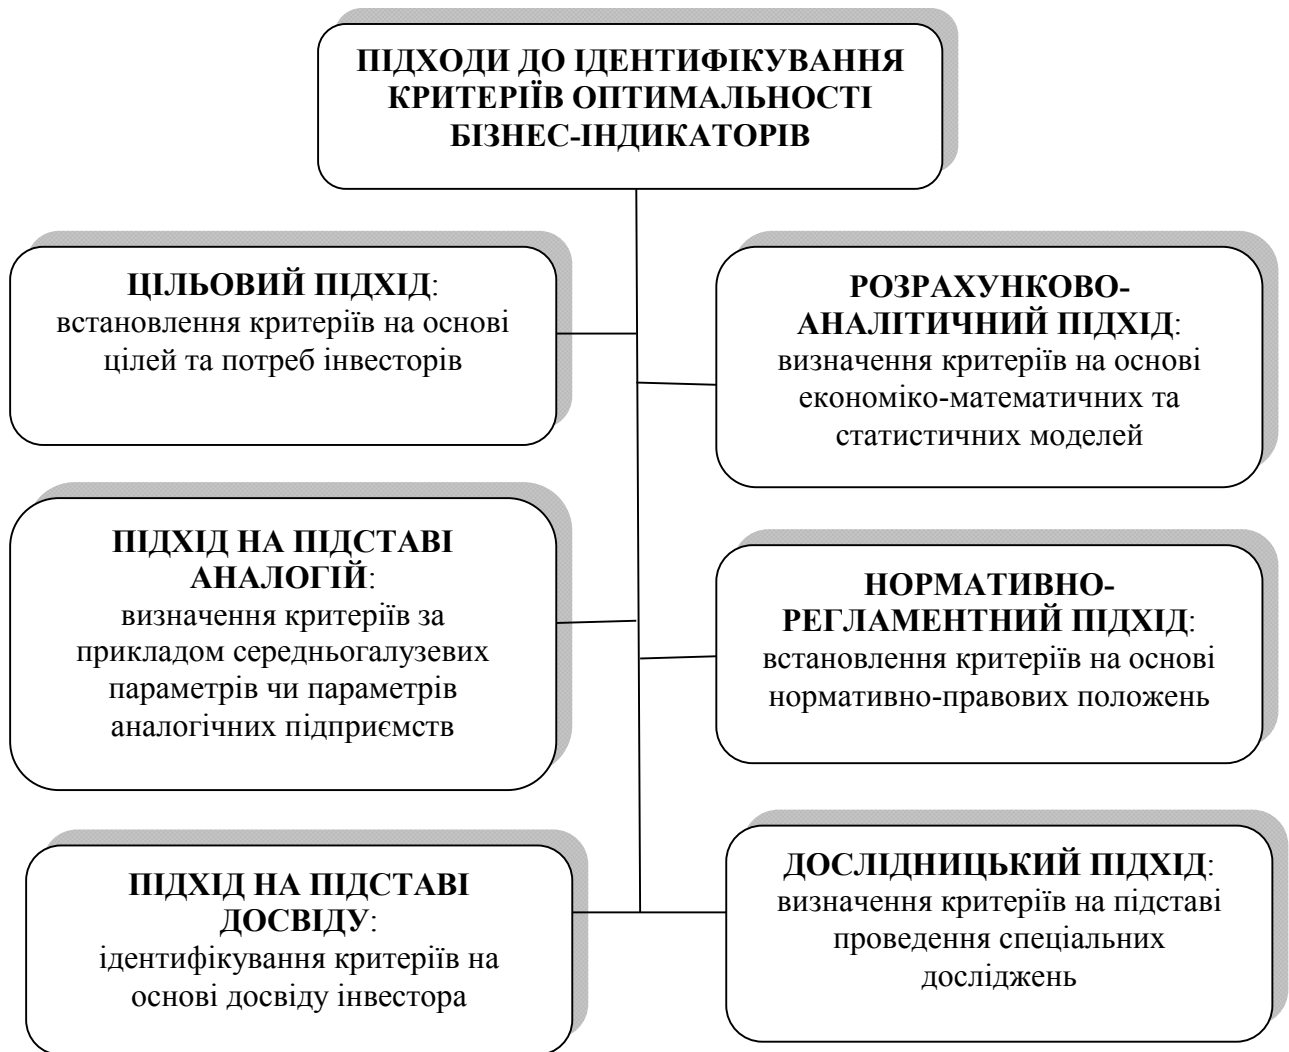 ПІДХОДИ ДО ІДЕНТИФІКУВАННЯ
КРИТЕРІЇВ ОПТИМАЛЬНОСТІ
БІЗНЕС-ІНДИКАТОРІВ
ЦІЛЬОВИЙ ПІДХІД:
встановлення критеріїв на основі
цілей та потреб інвесторів
РОЗРАХУНКОВО-
АНАЛІТИЧНИЙ ПІДХІД:
визначення критеріїв на основі
економіко-математичних та
статистичних моделей
ПІДХІД НА ПІДСТАВІ
АНАЛОГІЙ:
визначення критеріїв за
прикладом середньогалузевих
параметрів чи параметрів
аналогічних підприємств
НОРМАТИВНО-
РЕГЛАМЕНТНИЙ ПІДХІД:
встановлення критеріїв на основі
нормативно-правових положень
ПІДХІД НА ПІДСТАВІ
ДОСВІДУ:
ідентифікування критеріїв на
основі досвіду інвестора
ДОСЛІДНИЦЬКИЙ ПІДХІД:
визначення критеріїв на підставі
проведення спеціальних
досліджень